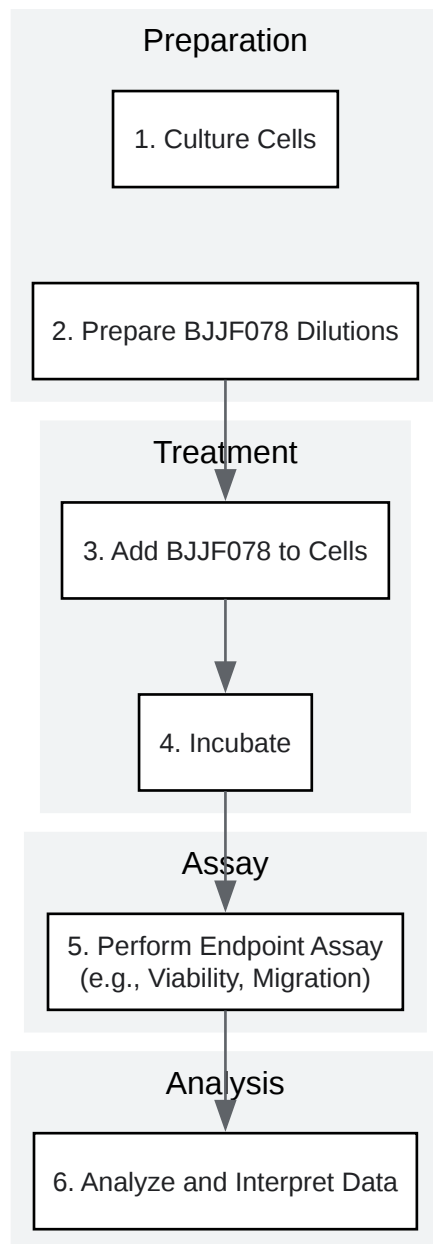 Preparation
1. Culture Cells
2. Prepare BJJF078 Dilutions
Treatment
3. Add BJJF078 to Cells
4. Incubate
Assay
5. Perform Endpoint Assay
(e.g., Viability, Migration)
Analysis
6. Analyze and Interpret Data